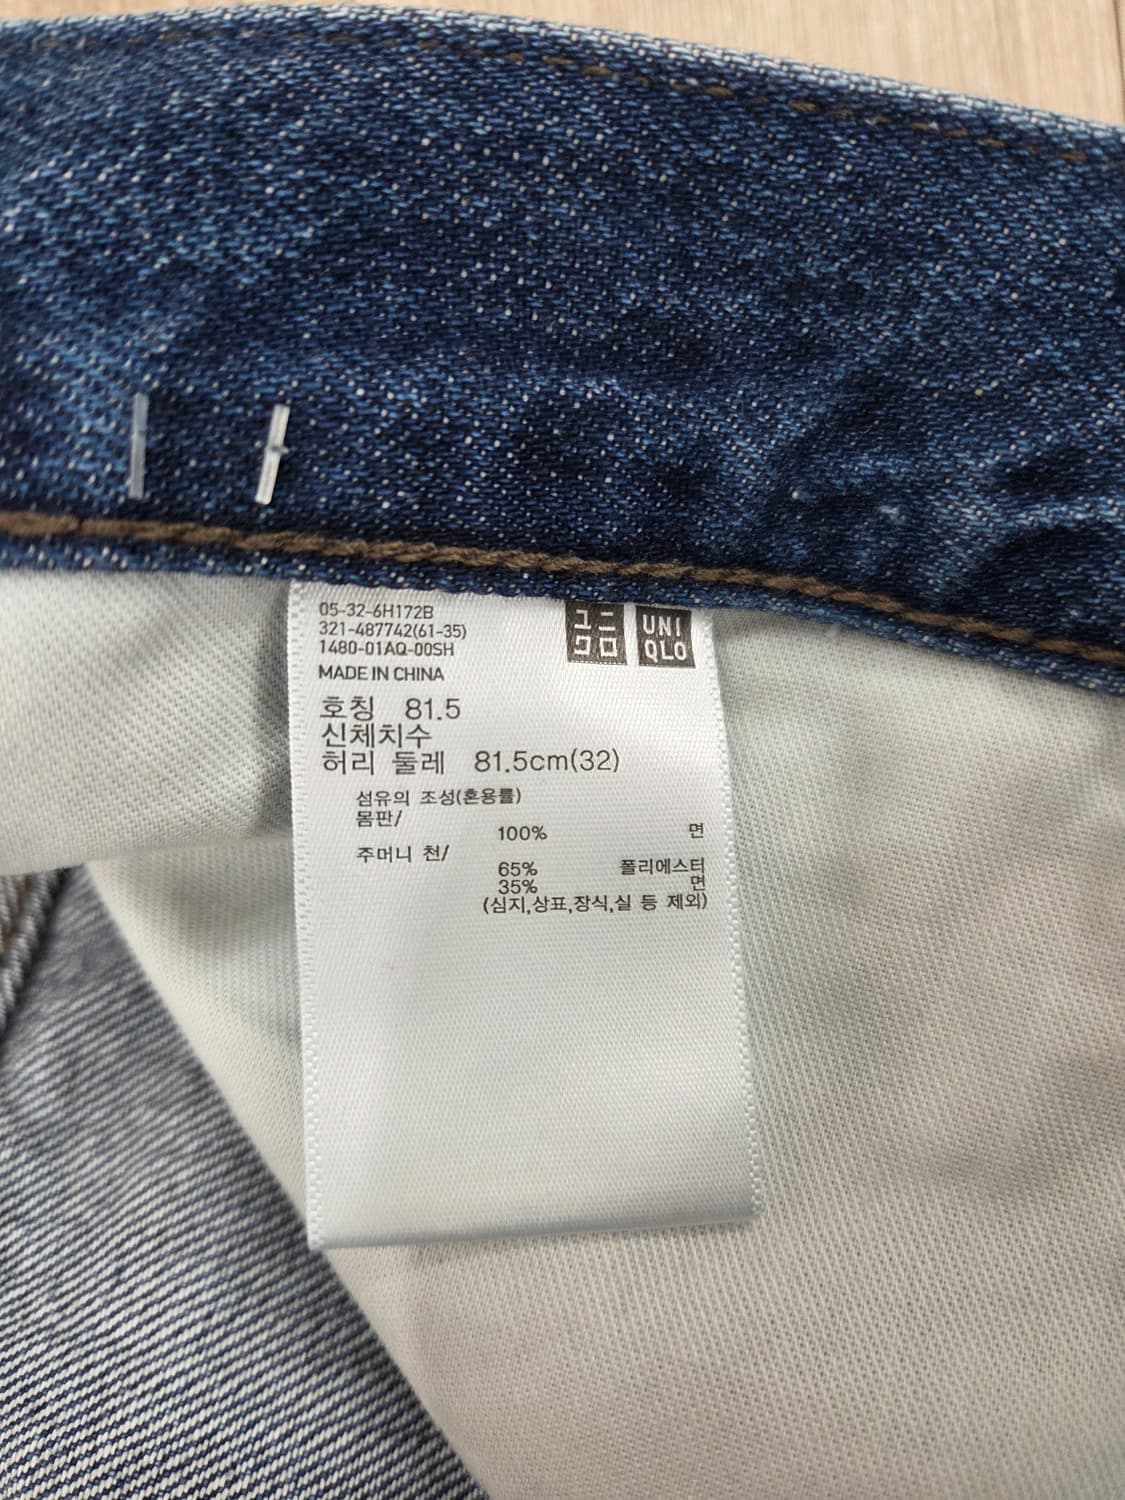 05-32-6H172B
321-487742(61-35)
1480-01AQ-00SH
MADE IN CHINA
ユニ
クロ
UNI
QLO
호칭 81.5
신체치수
허리 둘레 81.5cm(32)
섬유의 조성(혼용률)
몸판/
100% 면
주머니 천/
65% 폴리에스터
35% 면
(심지,상표,장식,실 등 제외)